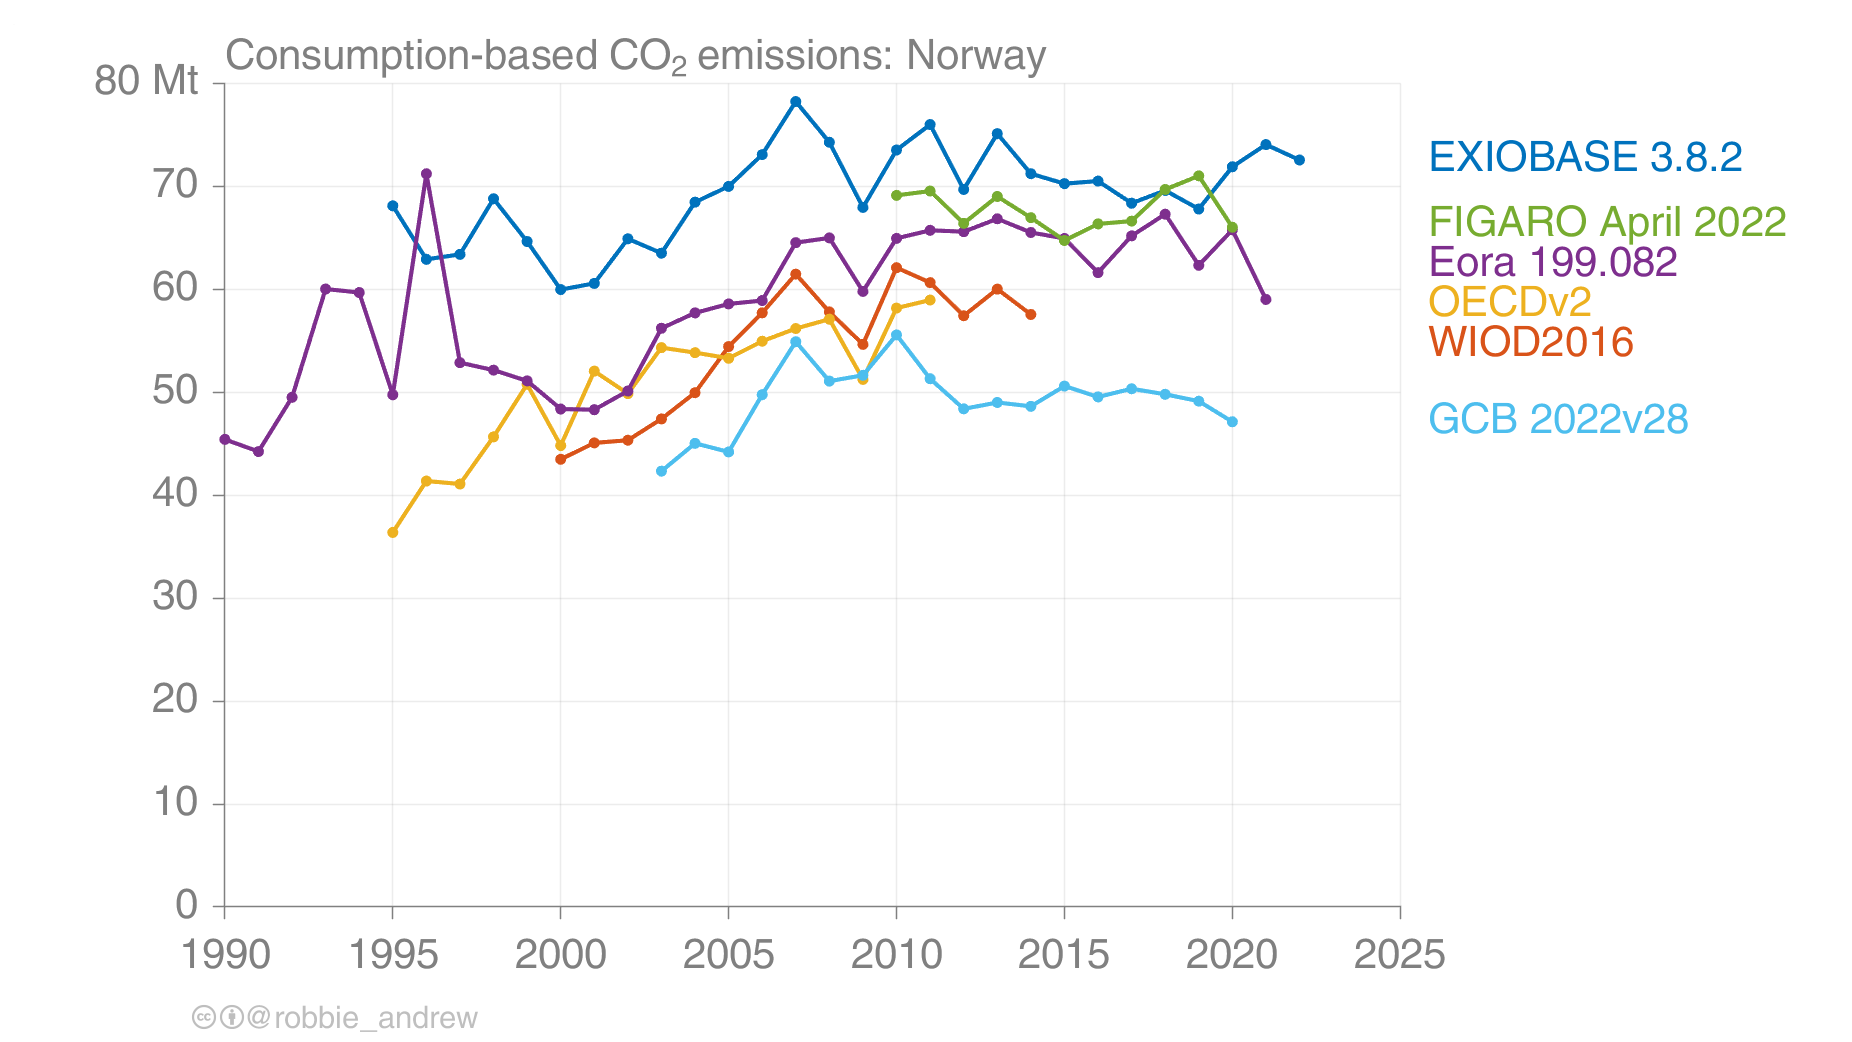 Consumption-based CO₂ emissions: Norway
80 Mt
70
60
50
40
30
20
10
0
1990 1995 2000 2005 2010 2015 2020 2025
EXIOBASE 3.8.2
FIGARO April 2022
Eora 199.082
OECDv2
WIOD2016
GCB 2022v28
cc @robbie_andrew